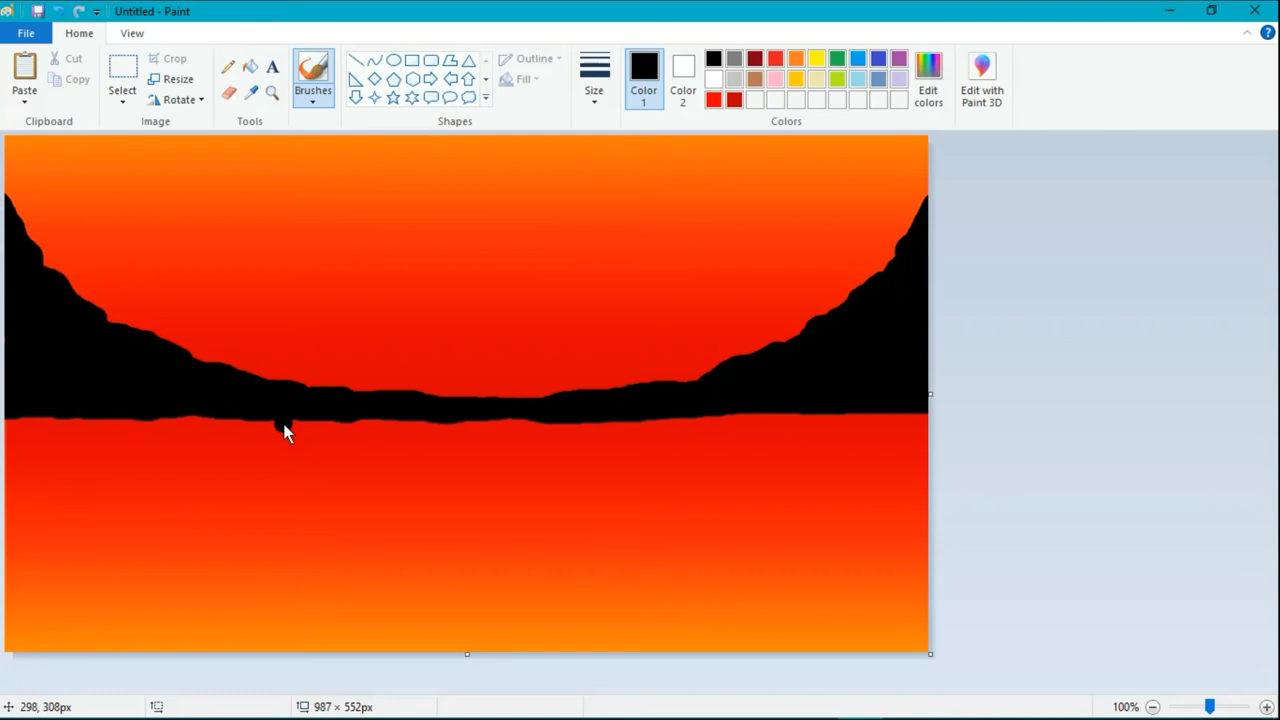 Untitled - Paint
File Home View
Paste
Cut
Copy
Clipboard
Select
Crop
Resize
Rotate
Image
A
Tools
Brushes
Shapes
Outline
Fill
Size
Color 1
Color 2
Colors
Edit colors
Edit with Paint 3D
298, 308px
987 × 552px
100%